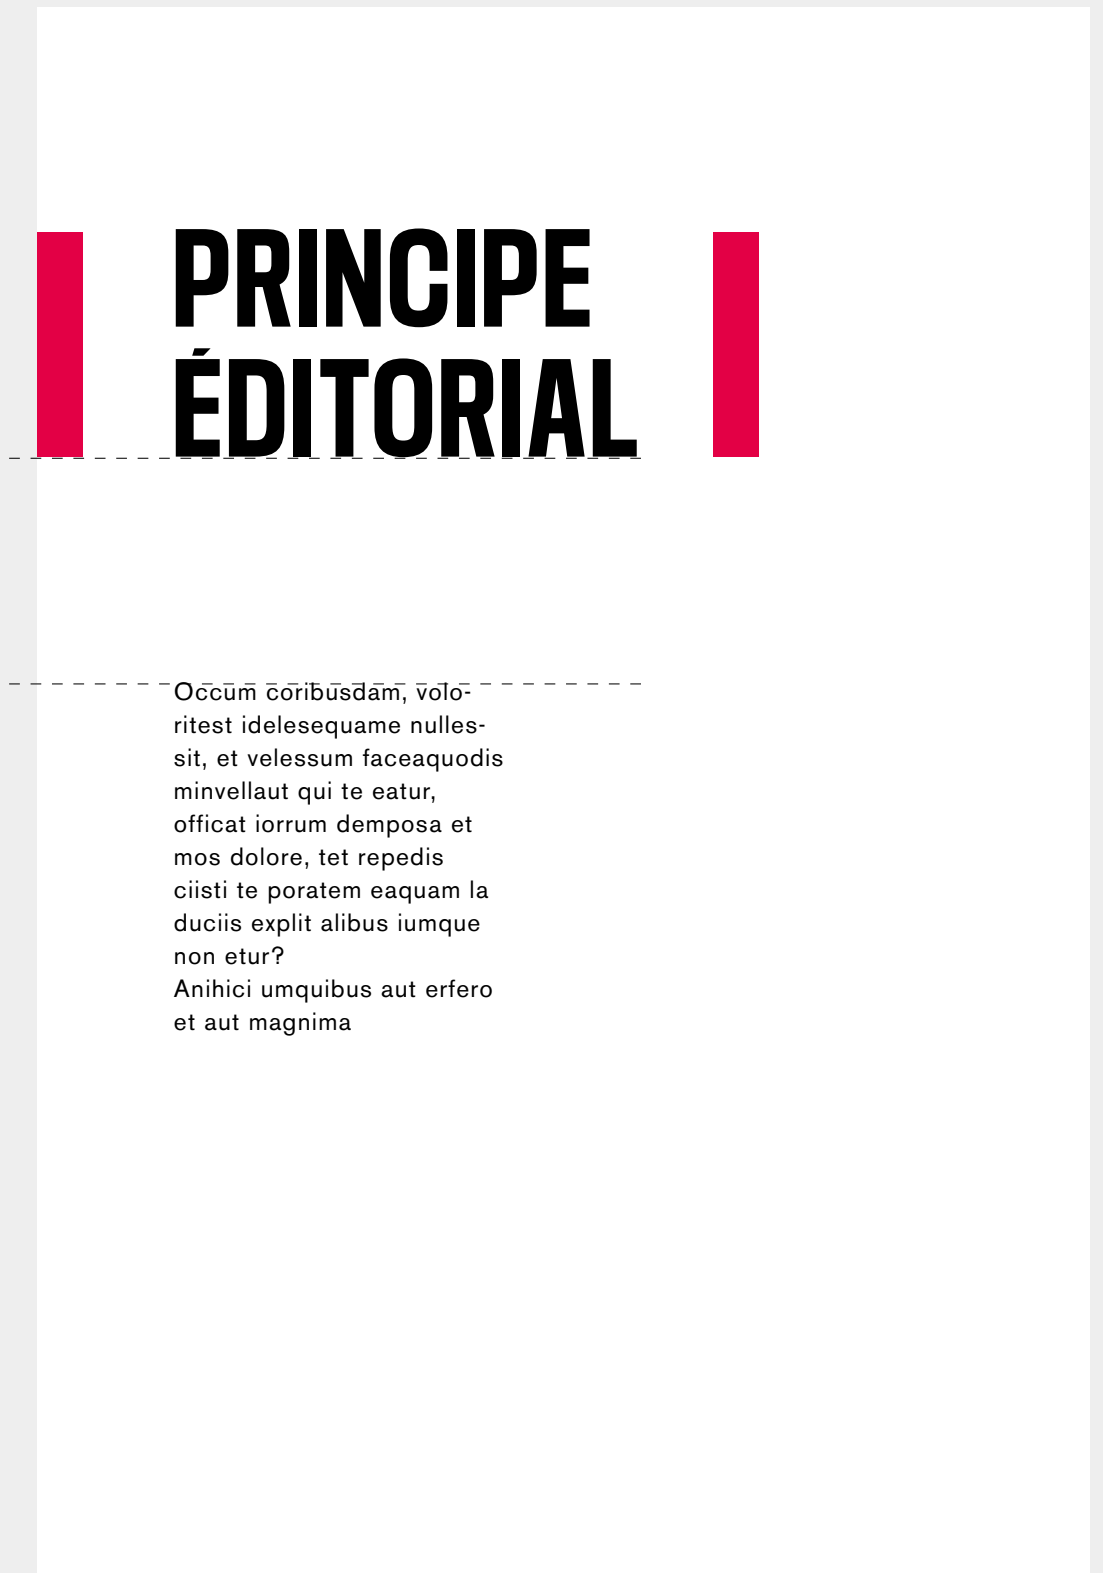 PRINCIPE
ÉDITORIAL
Occum coribusdam, volo-
ritest idelesequame nulles-
sit, et velessum faceaquodis
minvellaut qui te eatur,
officat iorrum demposa et
mos dolore, tet repedis
ciisti te poratem eaquam la
duciis explit alibus iumque
non etur?
Anihici umquibus aut erfero
et aut magnima